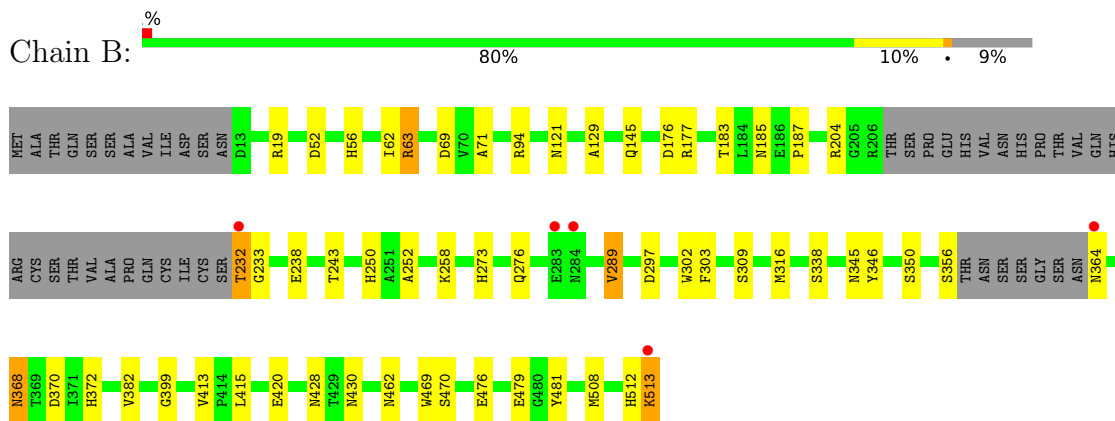 %
Chain B:
80% 10% • 9%
MET ALA THR GLN SER SER ALA VAL ILE ASP SER ASN D13 R19 D52 H56 I62 R63 D69 V70 A71 R94 N121 A129 Q145 D176 R177 T183 L184 N185 E186 P187 R204 G205 R206 THR SER PRO GLU HIS VAL ASN HIS PRO THR VAL GLN HIS
ARG CYS SER THR VAL ALA PRO GLN CYS ILE CYS SER T232 G233 E238 T243 H250 A251 A252 K258 H273 Q276 E283 N284 V289 D297 W302 F303 S309 M316 S338 N345 Y346 S350 S356 THR ASN SER SER GLY SER ASN N364
N368 T369 D370 I371 H372 V382 G399 V413 P414 L415 E420 N428 T429 N430 N462 W469 S470 E476 E479 G480 Y481 M508 H512 K513